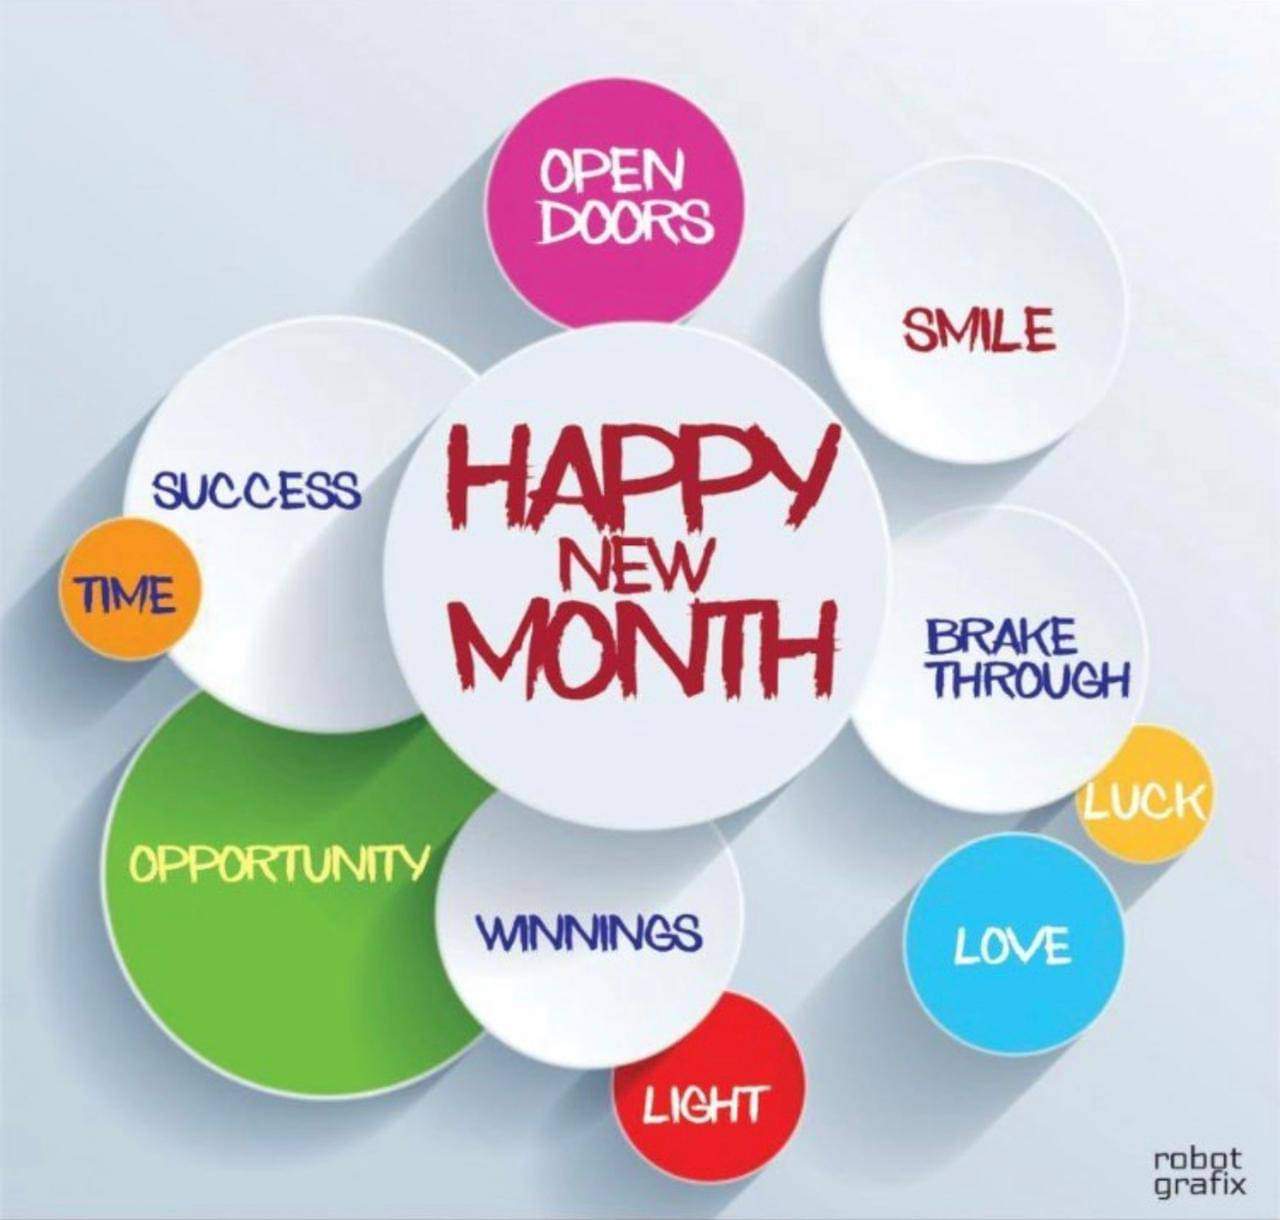 OPEN
DOORS
SMILE
SUCCESS
HAPPY
NEW
MONTH
TIME
BRAKE
THROUGH
LUCK
OPPORTUNITY
WINNINGS
LOVE
LIGHT
robot
grafix